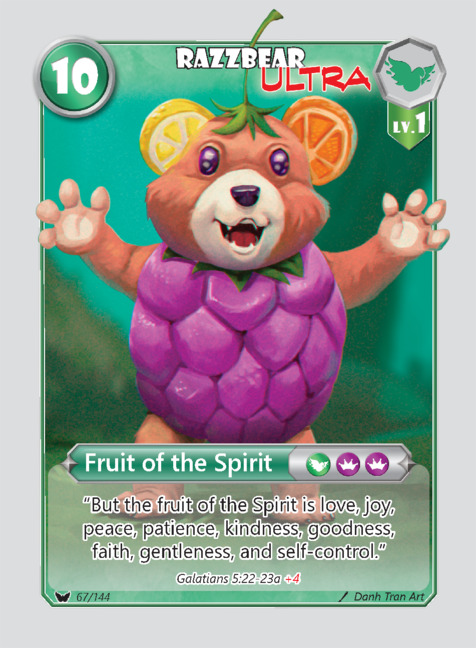 10
RAZZBEAR
ULTRA
LV.1
Fruit of the Spirit
"But the fruit of the Spirit is love, joy,
peace, patience, kindness, goodness,
faith, gentleness, and self-control."
Galatians 5:22-23a +4
67/144
Danh Tran Art